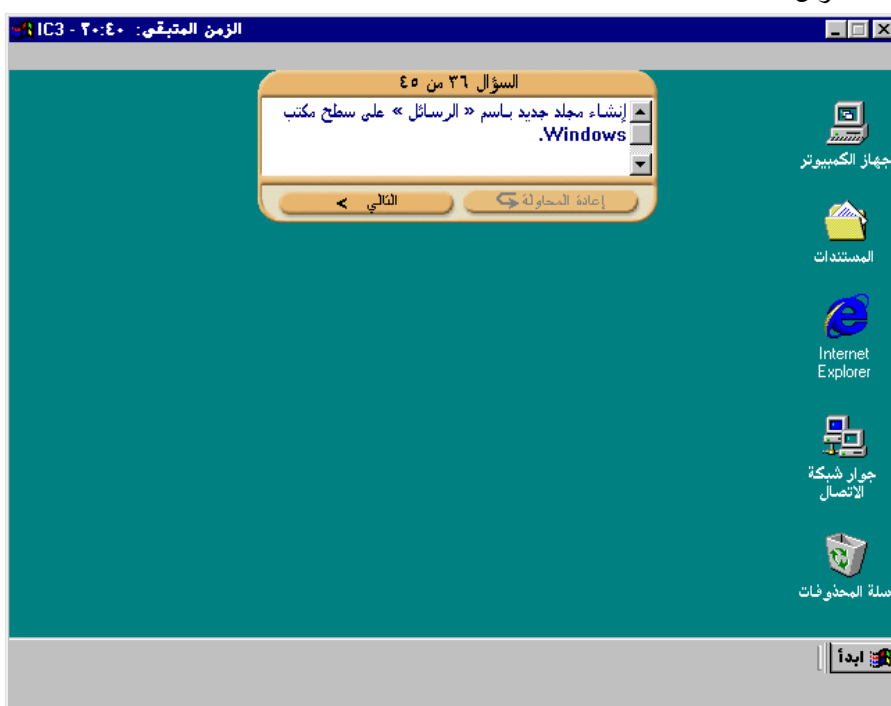 الزمن المتبقي: ٢٠:٤٠ - IC3
السؤال ٣٦ من ٤٥
إنشاء مجلد جديد باسم « الرسائل » على سطح مكتب
Windows.
إعادة المحاولة
التالي >
جهاز الكمبيوتر
المستندات
Internet
Explorer
جوار شبكة
الاتصال
سلة المحذوفات
ابدأ